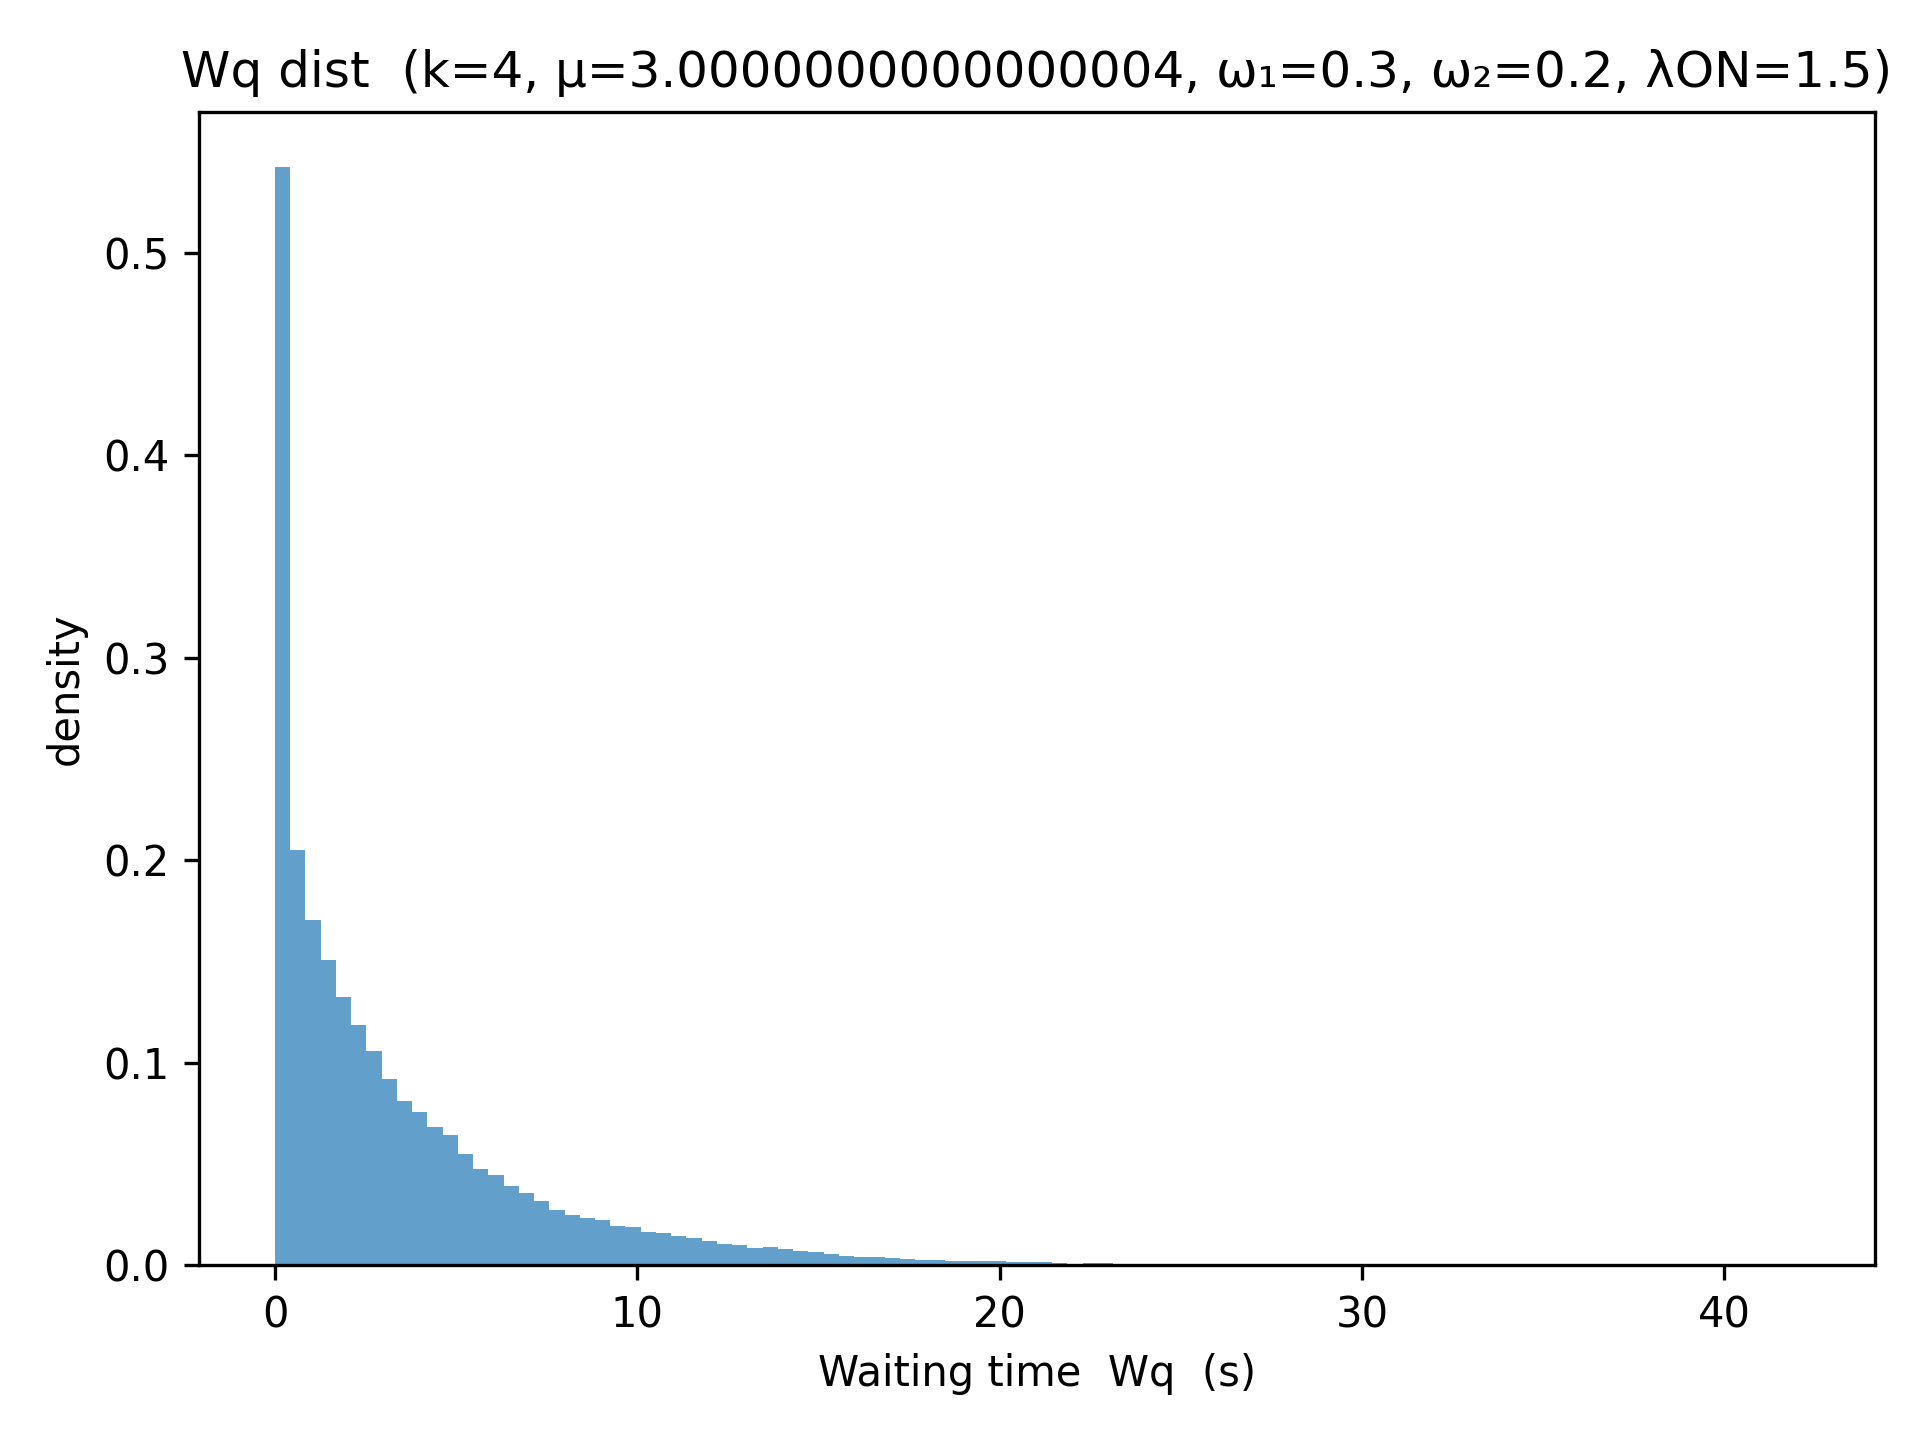 Wq dist  (k=4, μ=3.0000000000000004, ω₁=0.3, ω₂=0.2, λON=1.5)
density
0.5
0.4
0.3
0.2
0.1
0.0
0 10 20 30 40
Waiting time  Wq  (s)